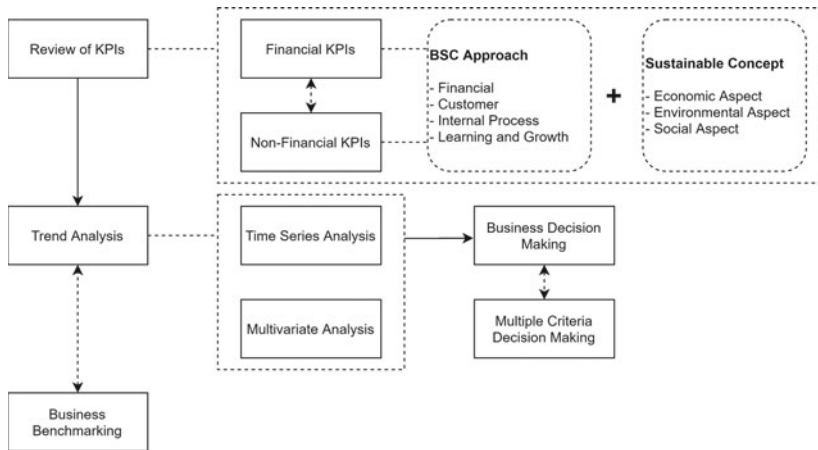 Review of KPIs
Financial KPIs
Non-Financial KPIs
BSC Approach
- Financial
- Customer
- Internal Process
- Learning and Growth
+
Sustainable Concept
- Economic Aspect
- Environmental Aspect
- Social Aspect
Trend Analysis
Time Series Analysis
Multivariate Analysis
Business Decision
Making
Multiple Criteria
Decision Making
Business
Benchmarking